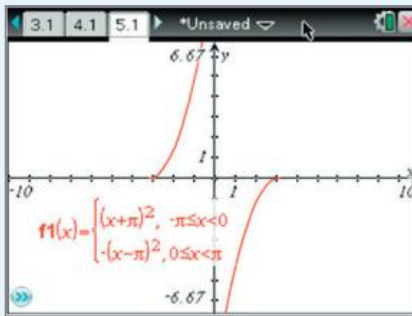 3.1 4.1 5.1 *Unsaved
6.67 y
1
x
-10 1 10
f1(x)={(x+π)², -π≤x<0
-(x-π)², 0≤x<π
-6.67